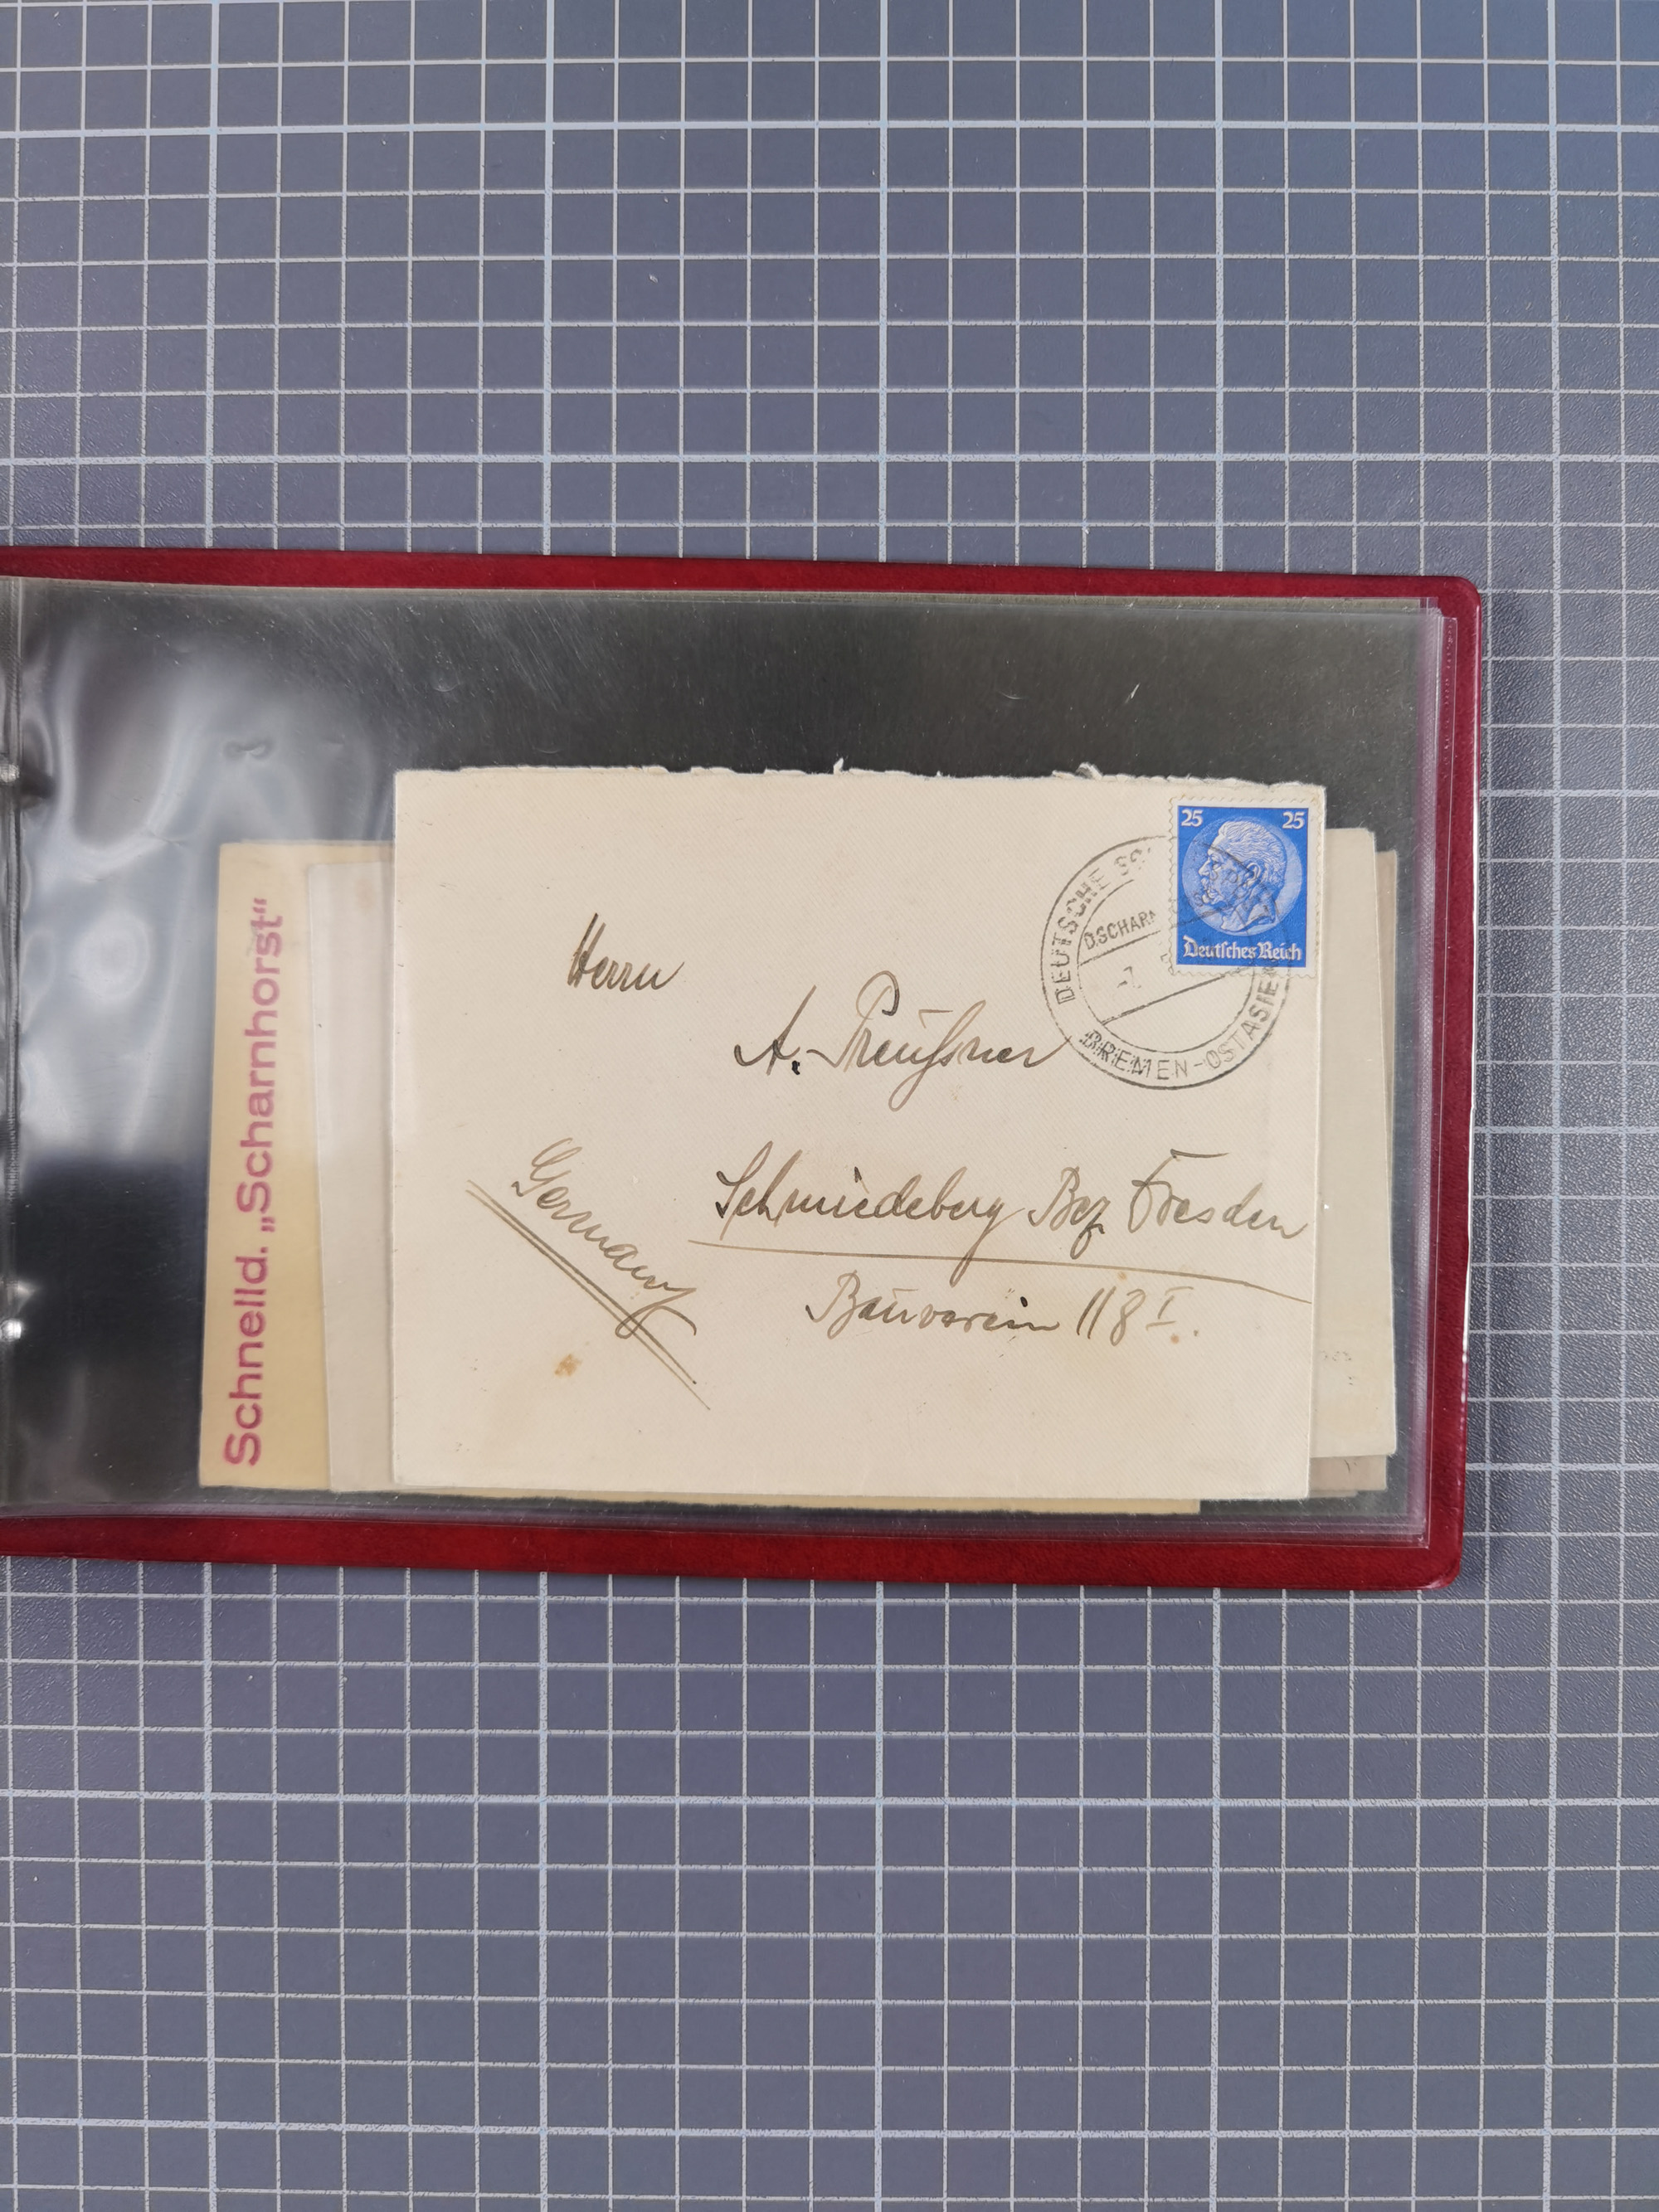 Schnelld. „Scharnhorst“
25 25
Deutsches Reich
DEUTSCHE
D.SCHARN
BREMEN-OSTASIEN
Herrn
A. Preußner
Schmiedeberg Bez Dresden
Bauverein 118 I.
Germany